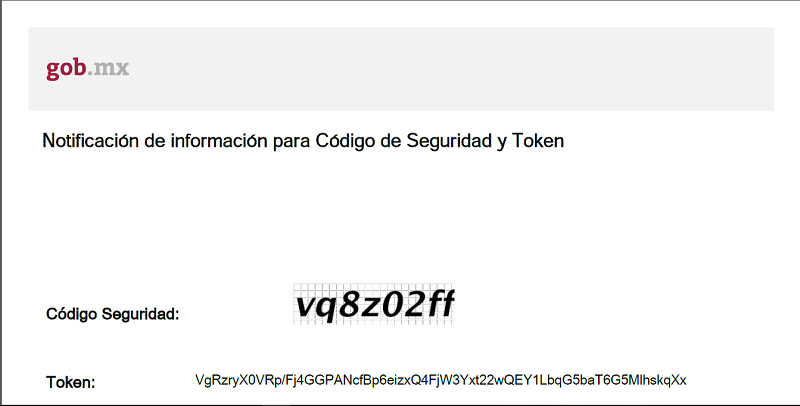 gob.mx
Notificación de información para Código de Seguridad y Token
Código Seguridad: vq8z02ff
Token: VgRzryX0VRp/Fj4GGPANcfBp6eizxQ4FjW3Yxt22wQEY1LbqG5baT6G5MlhskqXx